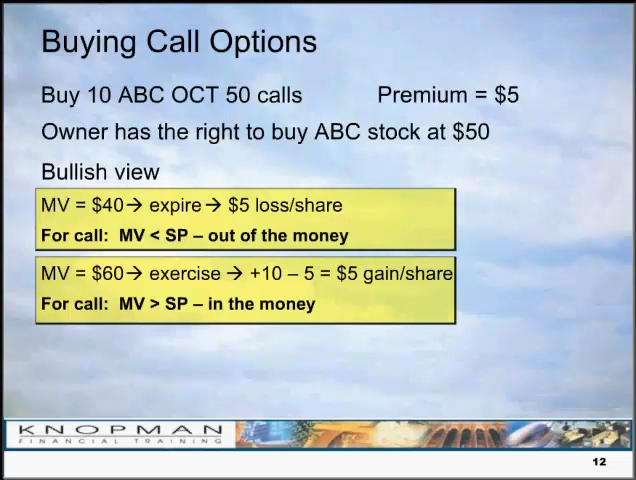 Buying Call Options
Buy 10 ABC OCT 50 calls Premium = $5
Owner has the right to buy ABC stock at $50
Bullish view
MV = $40→ expire→ $5 loss/share
For call: MV < SP – out of the money
MV = $60→ exercise → +10 – 5 = $5 gain/share
For call: MV > SP – in the money
KNOPMAN
FINANCIAL TRAINING
12